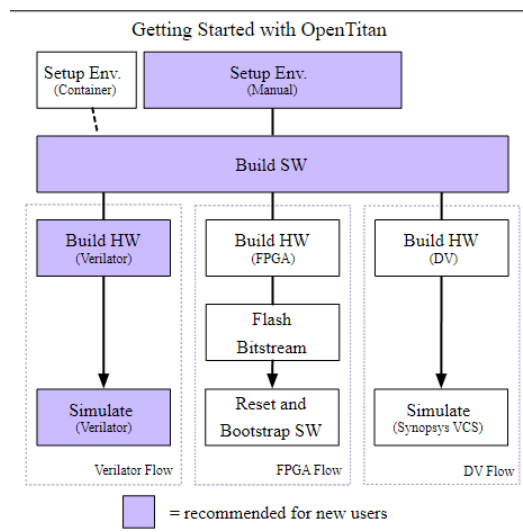 Getting Started with OpenTitan
Setup Env.
(Container)
Setup Env.
(Manual)
Build SW
Build HW
(Verilator)
Build HW
(FPGA)
Build HW
(DV)
Flash
Bitstream
Simulate
(Verilator)
Reset and
Bootstrap SW
Simulate
(Synopsys VCS)
Verilator Flow
FPGA Flow
DV Flow
= recommended for new users